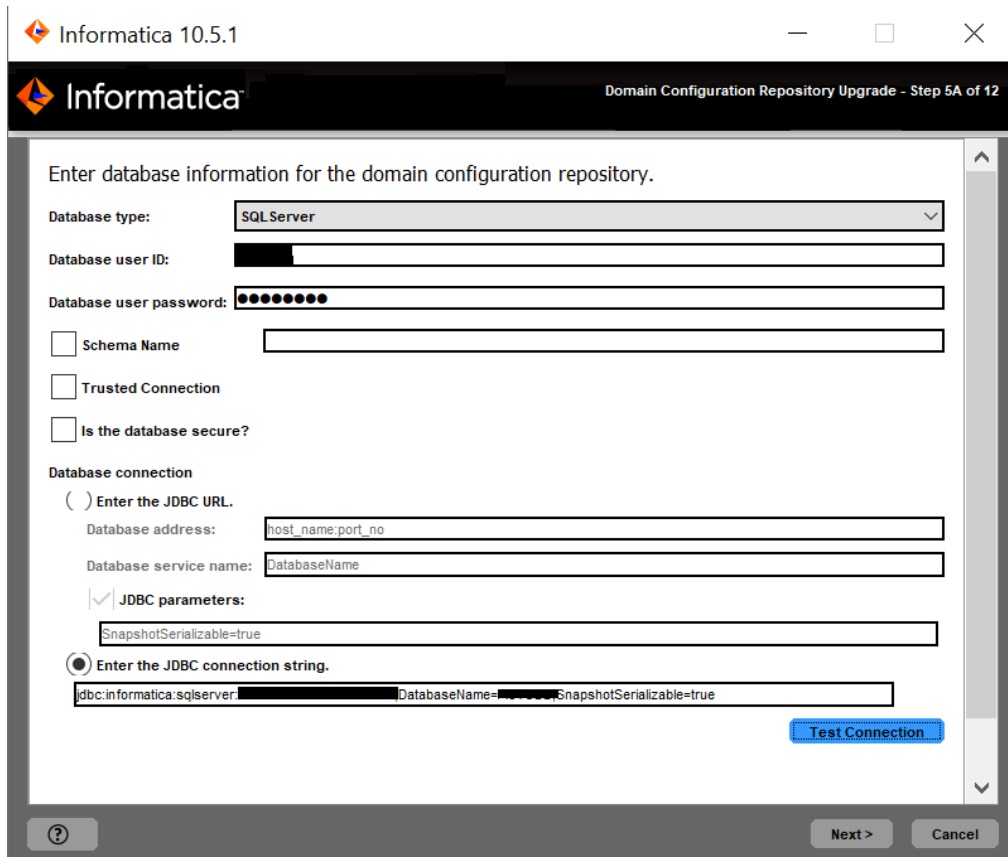 Informatica 10.5.1
Informatica
Domain Configuration Repository Upgrade - Step 5A of 12
Enter database information for the domain configuration repository.
Database type:
SQLServer
Database user ID:
Database user password:
Schema Name
Trusted Connection
Is the database secure?
Database connection
Enter the JDBC URL.
Database address:
host_name:port_no
Database service name:
DatabaseName
JDBC parameters:
SnapshotSerializable=true
Enter the JDBC connection string.
jdbc:informatica:sqlserver: DatabaseName= SnapshotSerializable=true
Test Connection
?
Next >
Cancel